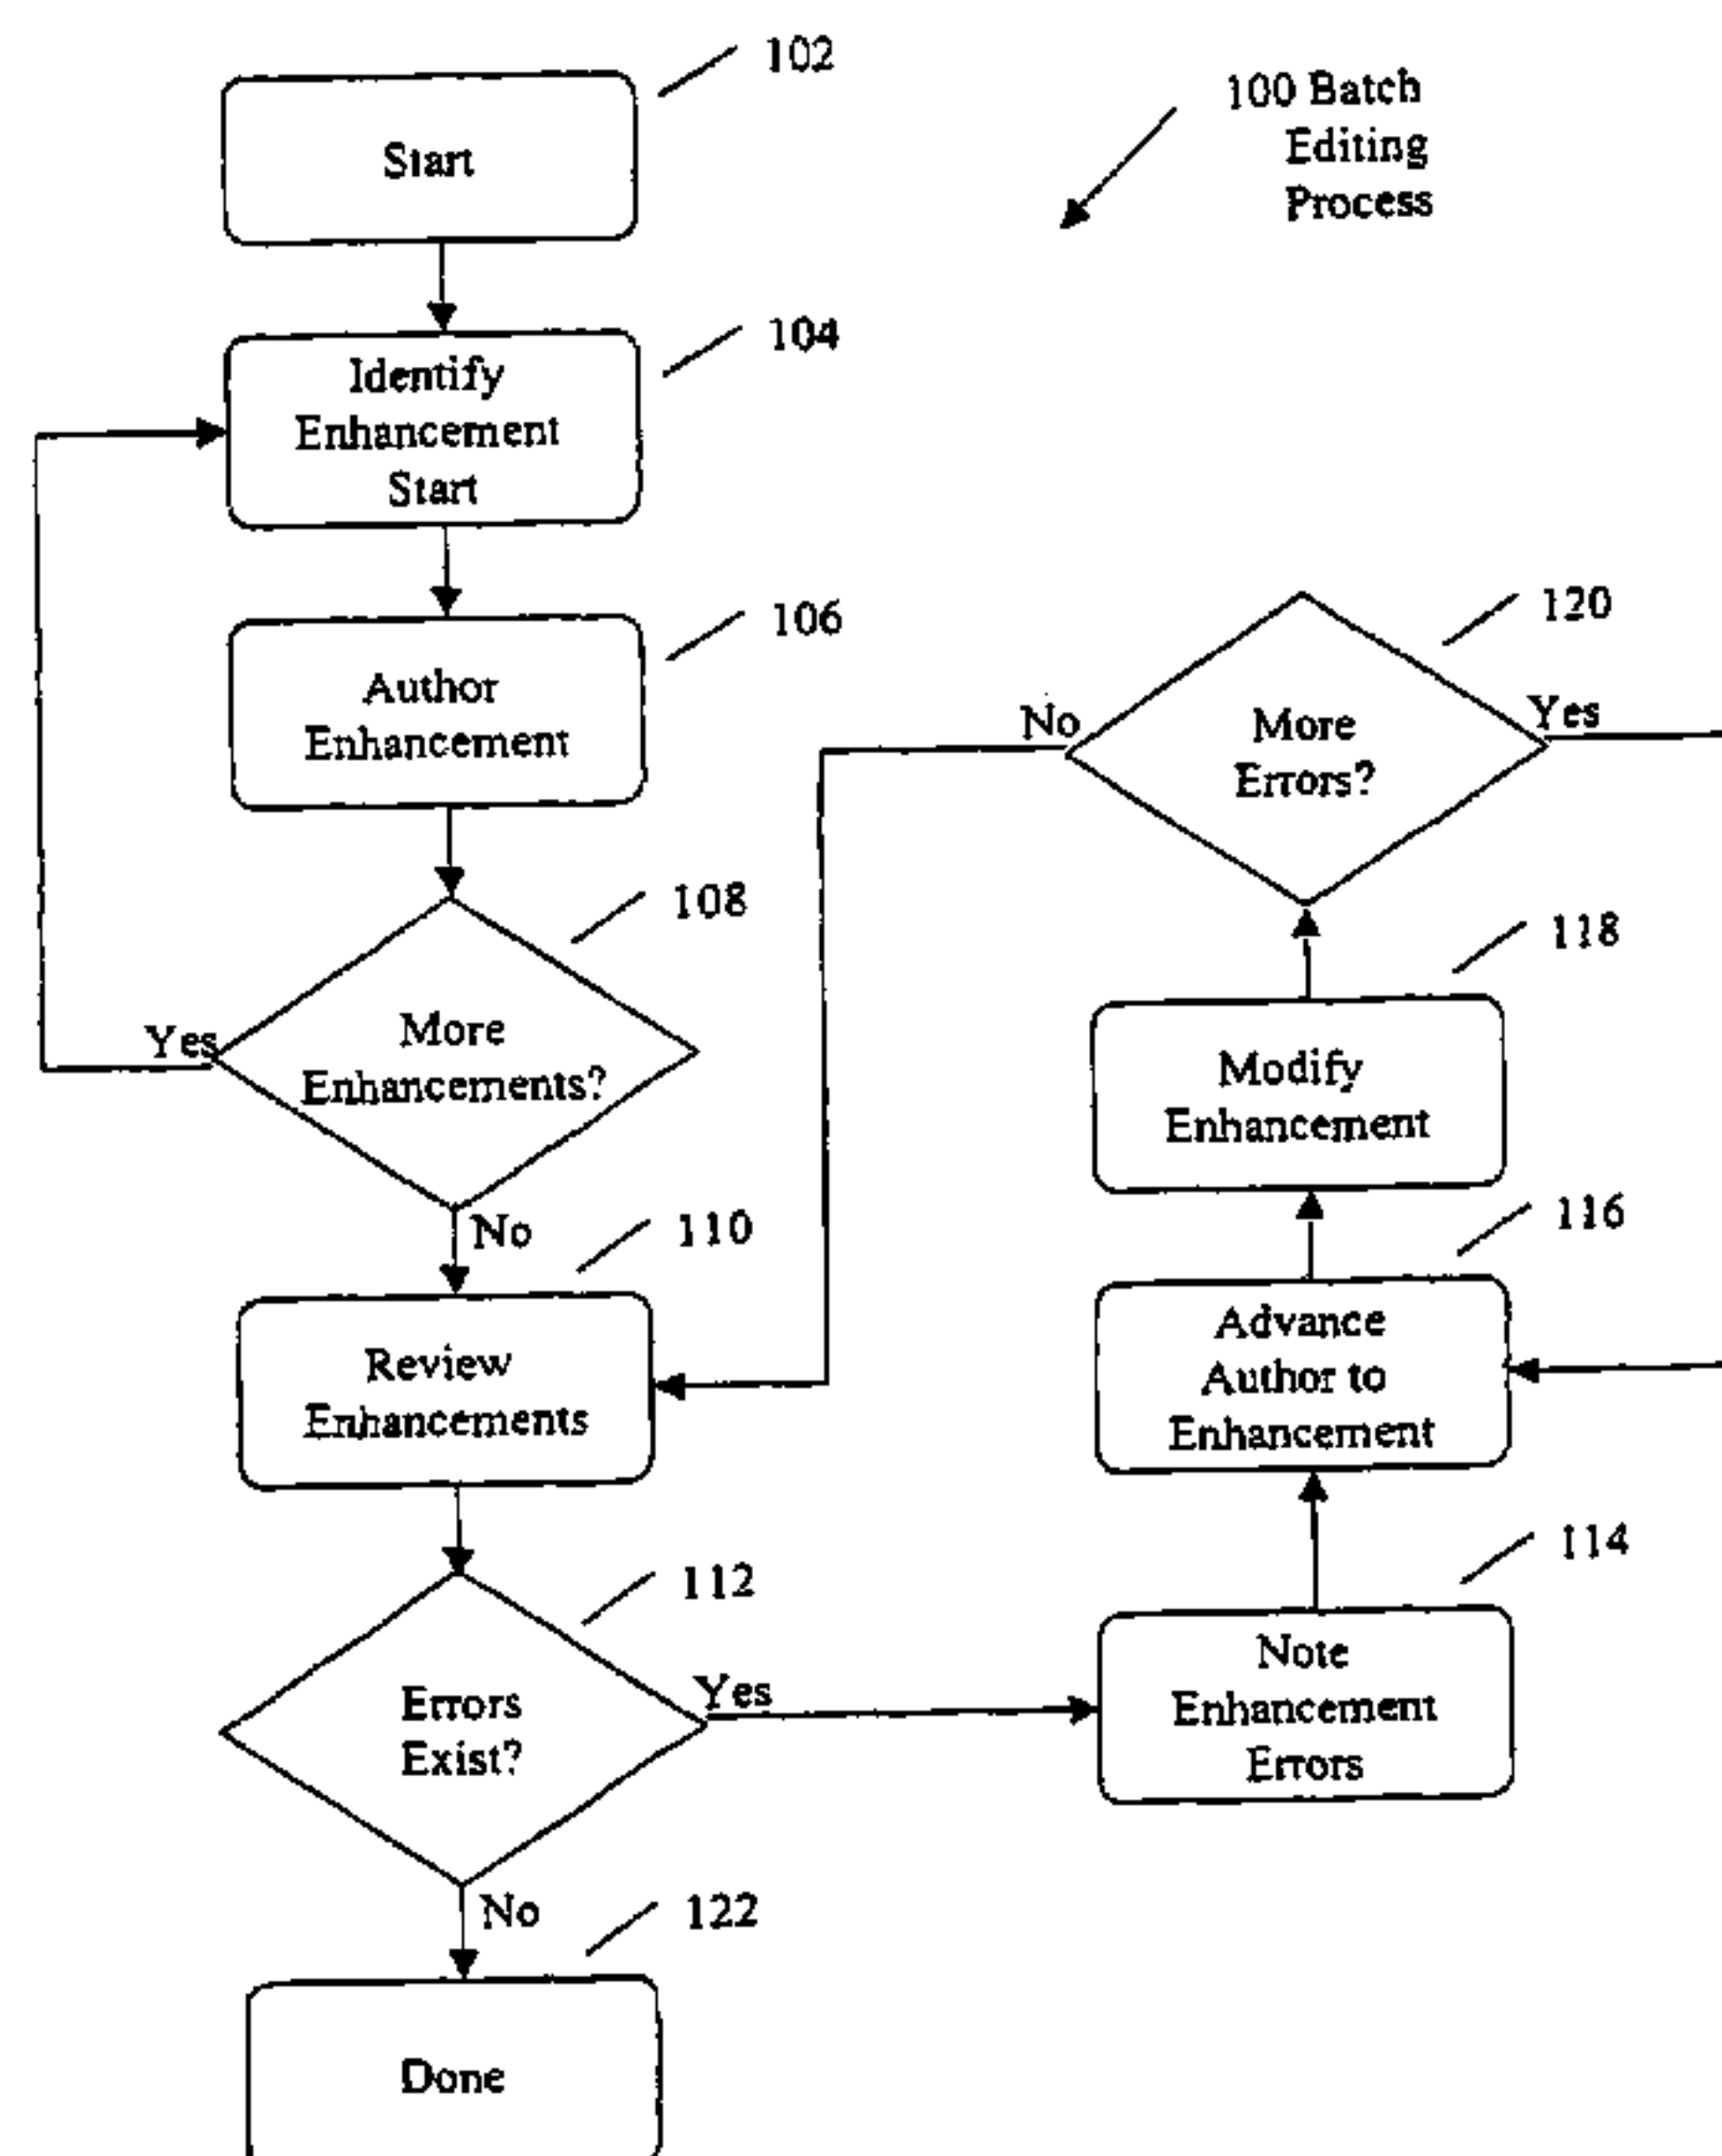 102
100 Batch
Editing
Process
Start
104
Identify
Enhancement
Start
106
Author
Enhancement
120
More
Errors?
No
Yes
108
More
Enhancements?
Yes
No
118
Modify
Enhancement
110
Review
Enhancements
116
Advance
Author to
Enhancement
112
Errors
Exist?
Yes
No
114
Note
Enhancement
Errors
122
Done